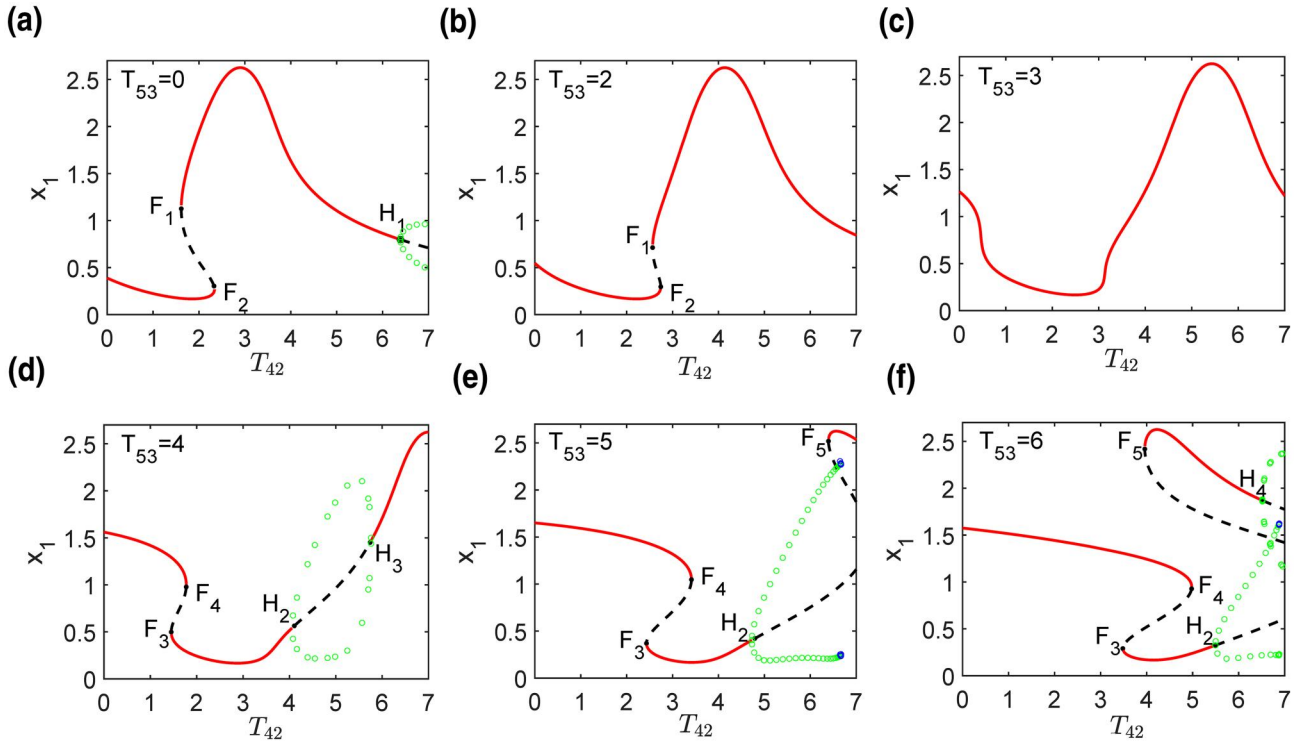 (a)
T53=0
2.5
2
1.5
1
0.5
0
x1
F1
F2
H1
0 1 2 3 4 5 6 7
T42
(b)
T53=2
2.5
2
1.5
1
0.5
0
x1
F1
F2
0 1 2 3 4 5 6 7
T42
(c)
T53=3
2.5
2
1.5
1
0.5
0
x1
0 1 2 3 4 5 6 7
T42
(d)
T53=4
2.5
2
1.5
1
0.5
0
x1
F4
F3
H2
H3
0 1 2 3 4 5 6 7
T42
(e)
T53=5
2.5
2
1.5
1
0.5
0
x1
F5
F4
F3
H2
0 1 2 3 4 5 6 7
T42
(f)
T53=6
2.5
2
1.5
1
0.5
0
x1
F5
H4
F4
F3
H2
0 1 2 3 4 5 6 7
T42